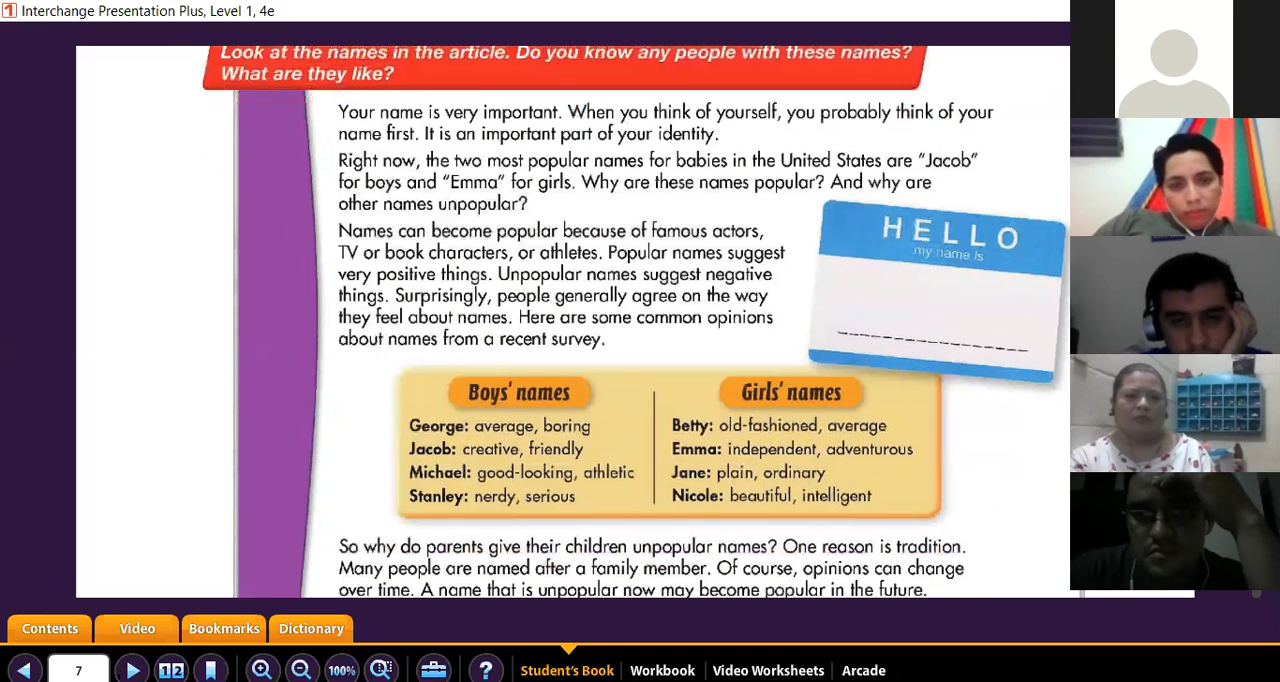 Interchange Presentation Plus, Level 1, 4e
Look at the names in the article. Do you know any people with these names?
What are they like?
Your name is very important. When you think of yourself, you probably think of your
name first. It is an important part of your identity.
Right now, the two most popular names for babies in the United States are “Jacob”
for boys and “Emma” for girls. Why are these names popular? And why are
other names unpopular?
Names can become popular because of famous actors,
TV or book characters, or athletes. Popular names suggest
very positive things. Unpopular names suggest negative
things. Surprisingly, people generally agree on the way
they feel about names. Here are some common opinions
about names from a recent survey.
HELLO
my name is
Boys' names
George: average, boring
Jacob: creative, friendly
Michael: good-looking, athletic
Stanley: nerdy, serious
Girls' names
Betty: old-fashioned, average
Emma: independent, adventurous
Jane: plain, ordinary
Nicole: beautiful, intelligent
So why do parents give their children unpopular names? One reason is tradition.
Many people are named after a family member. Of course, opinions can change
over time. A name that is unpopular now may become popular in the future.
Contents
Video
Bookmarks
Dictionary
7
12
100%
?
Student's Book
Workbook
Video Worksheets
Arcade